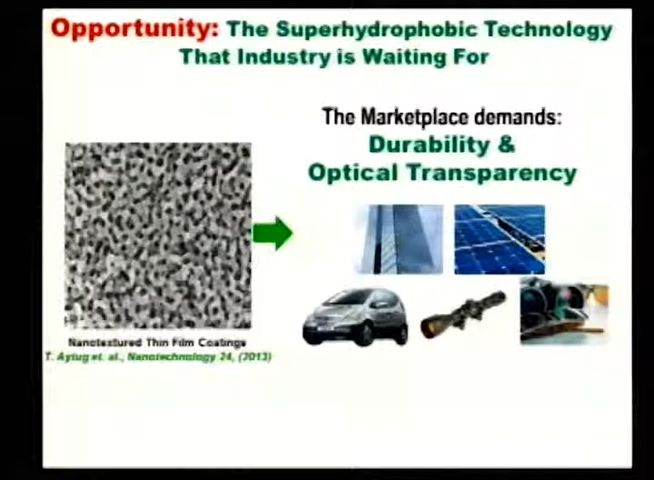 Opportunity: The Superhydrophobic Technology
That Industry is Waiting For
The Marketplace demands:
Durability &
Optical Transparency
Nanotextured Thin Film Coatings
T. Aytug et. al., Nanotechnology 24, (2013)